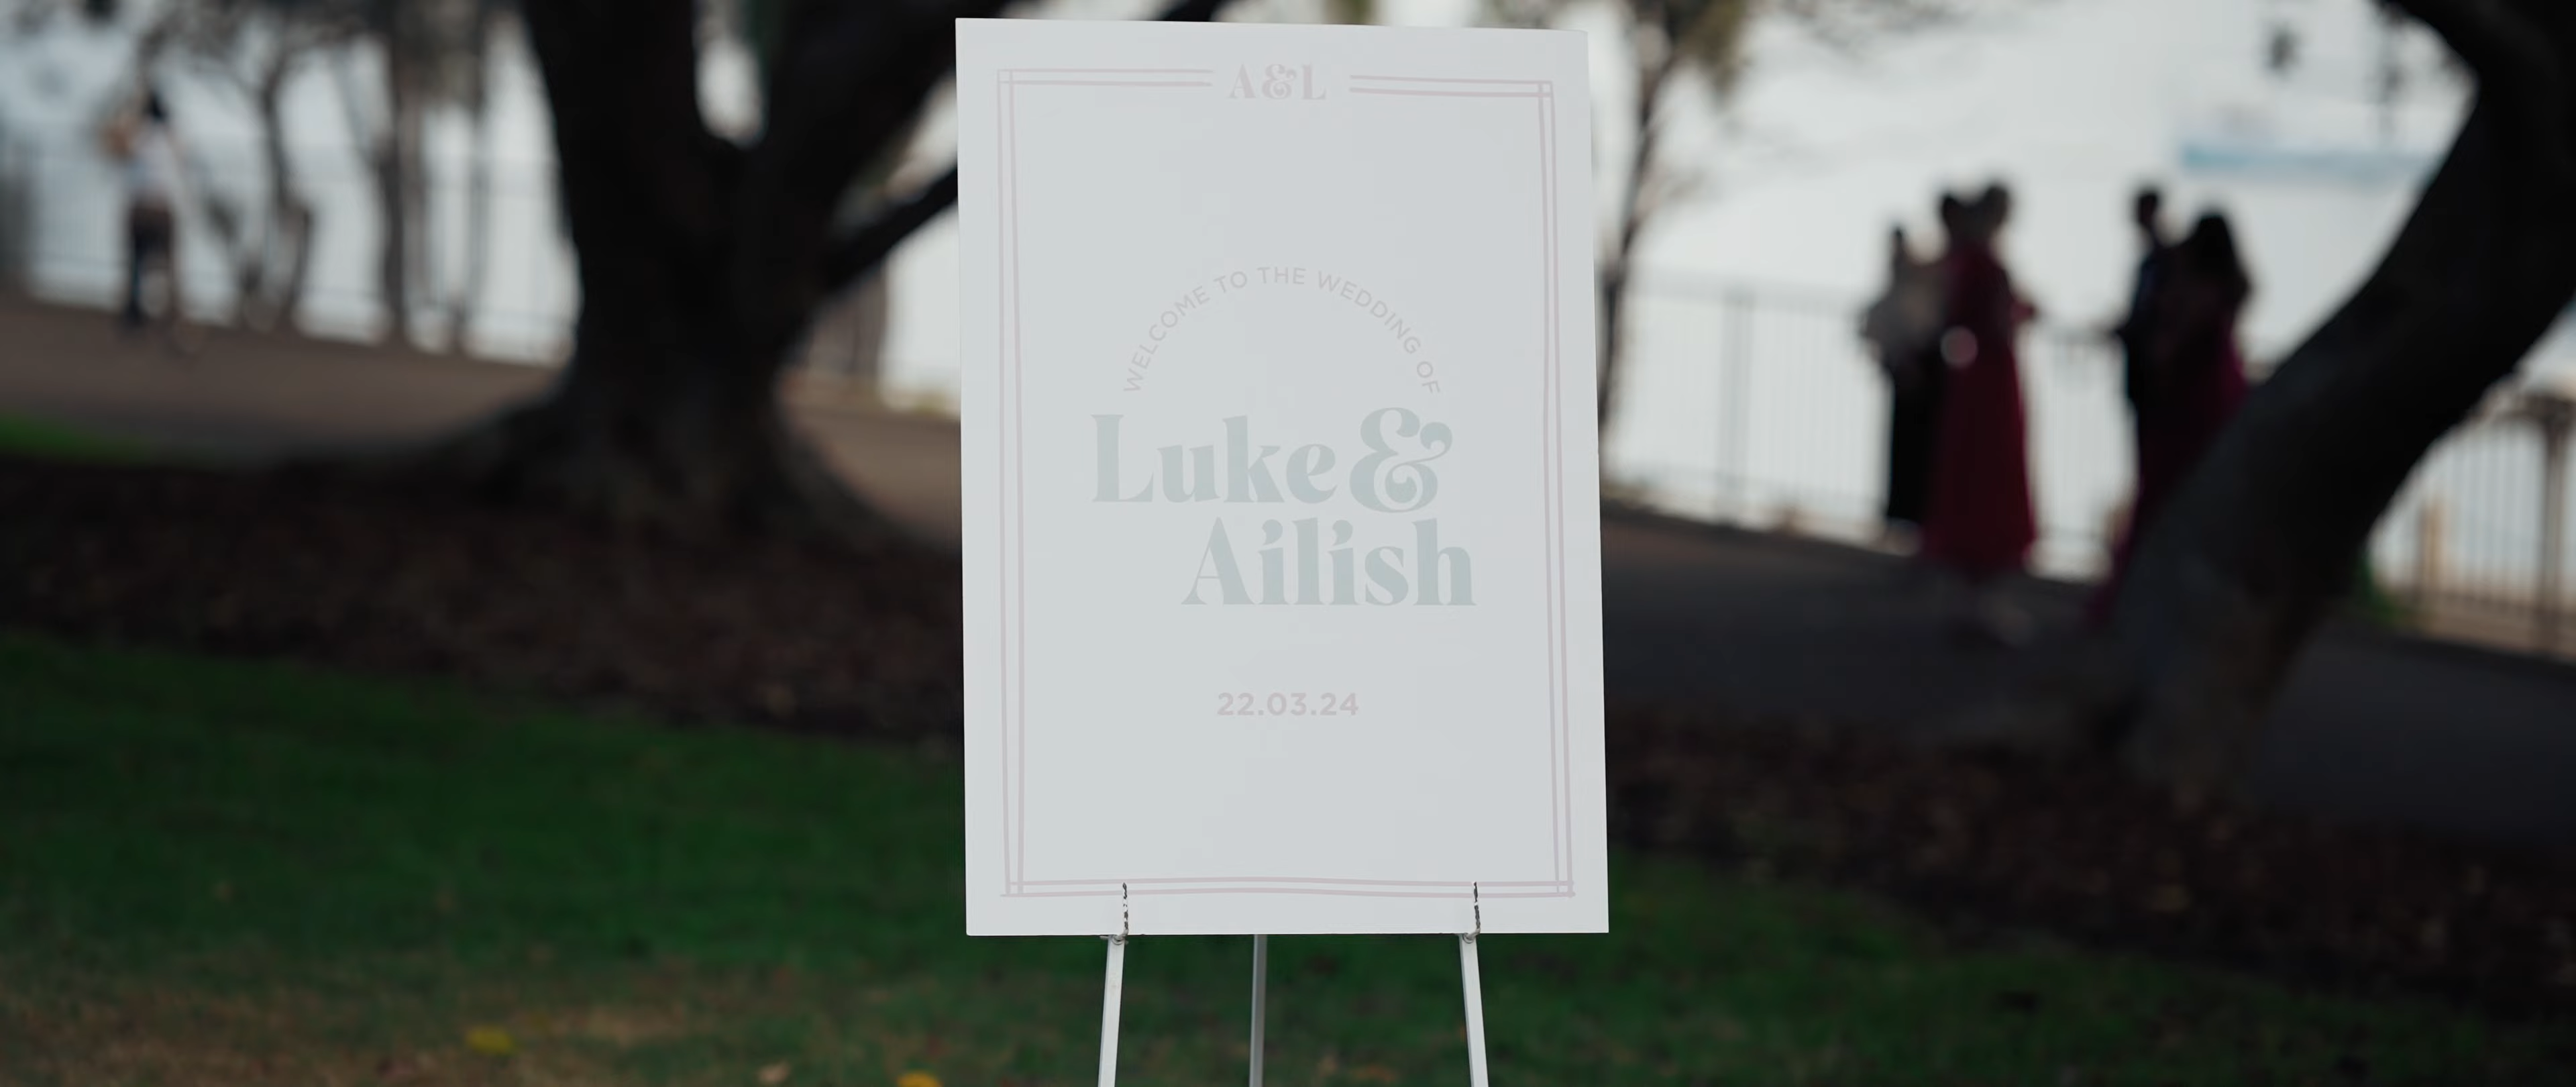 A&L
WELCOME TO THE WEDDING OF
Luke &
Ailish
22.03.24